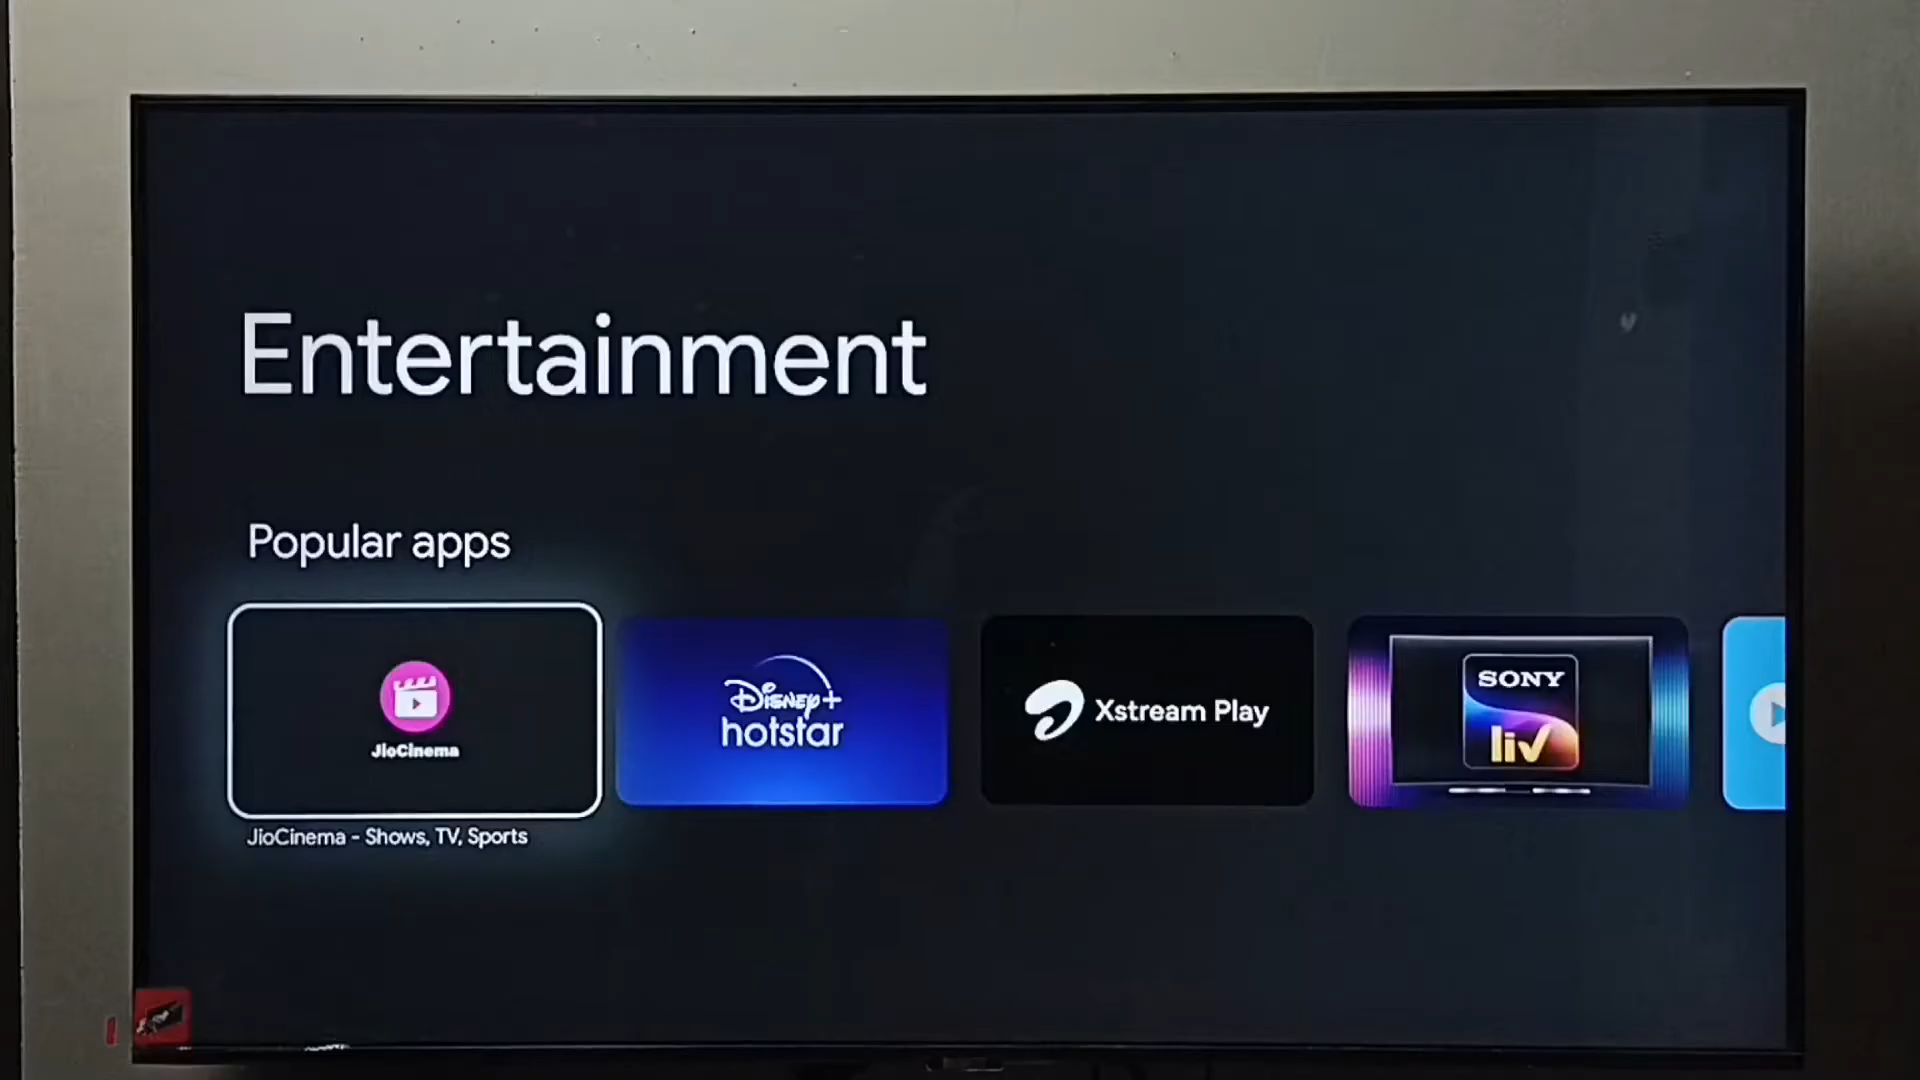 Entertainment
Popular apps
JioCinema
Disney+
hotstar
Xstream Play
SONY
liv
JioCinema - Shows, TV, Sports